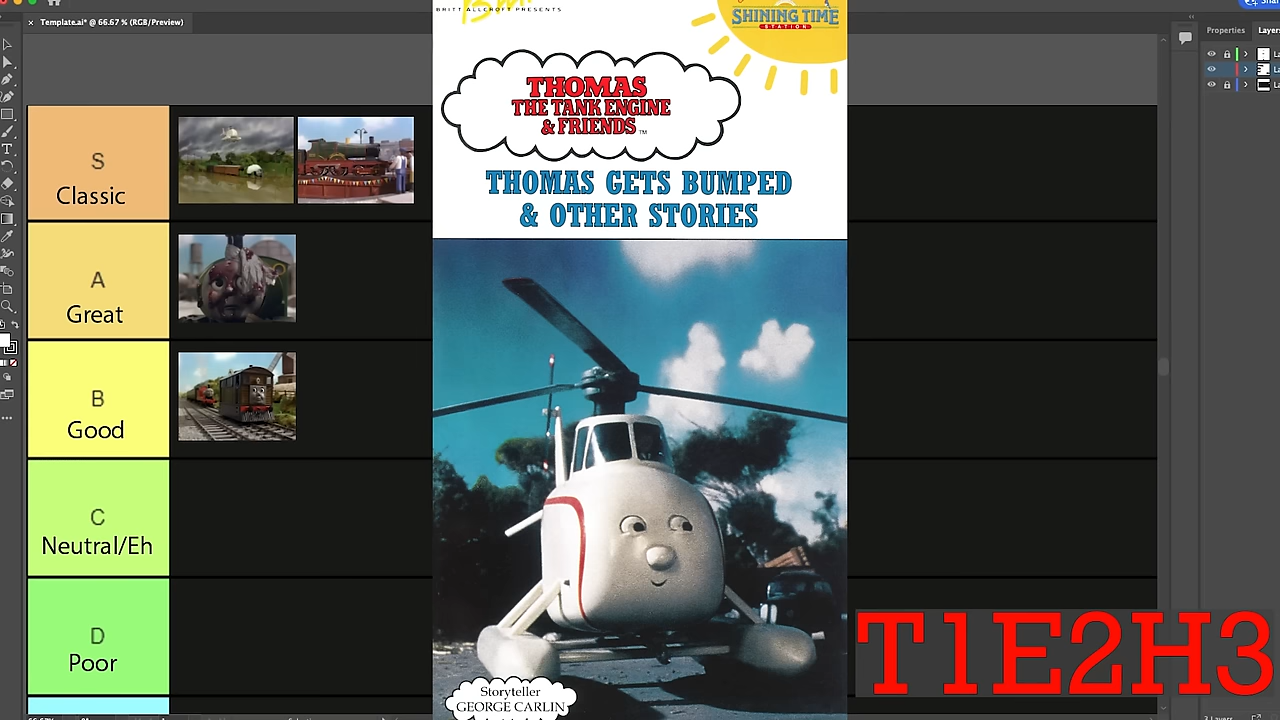 Template.ai* @ 66.67 % (RGB/Preview)
BRITT ALLCROFT PRESENTS
SHINING TIME
STATION
Properties
THOMAS
THE TANK ENGINE
& FRIENDS™
THOMAS GETS BUMPED
& OTHER STORIES
S
Classic
A
Great
B
Good
C
Neutral/Eh
D
Poor
Storyteller
GEORGE CARLIN
T1E2H3